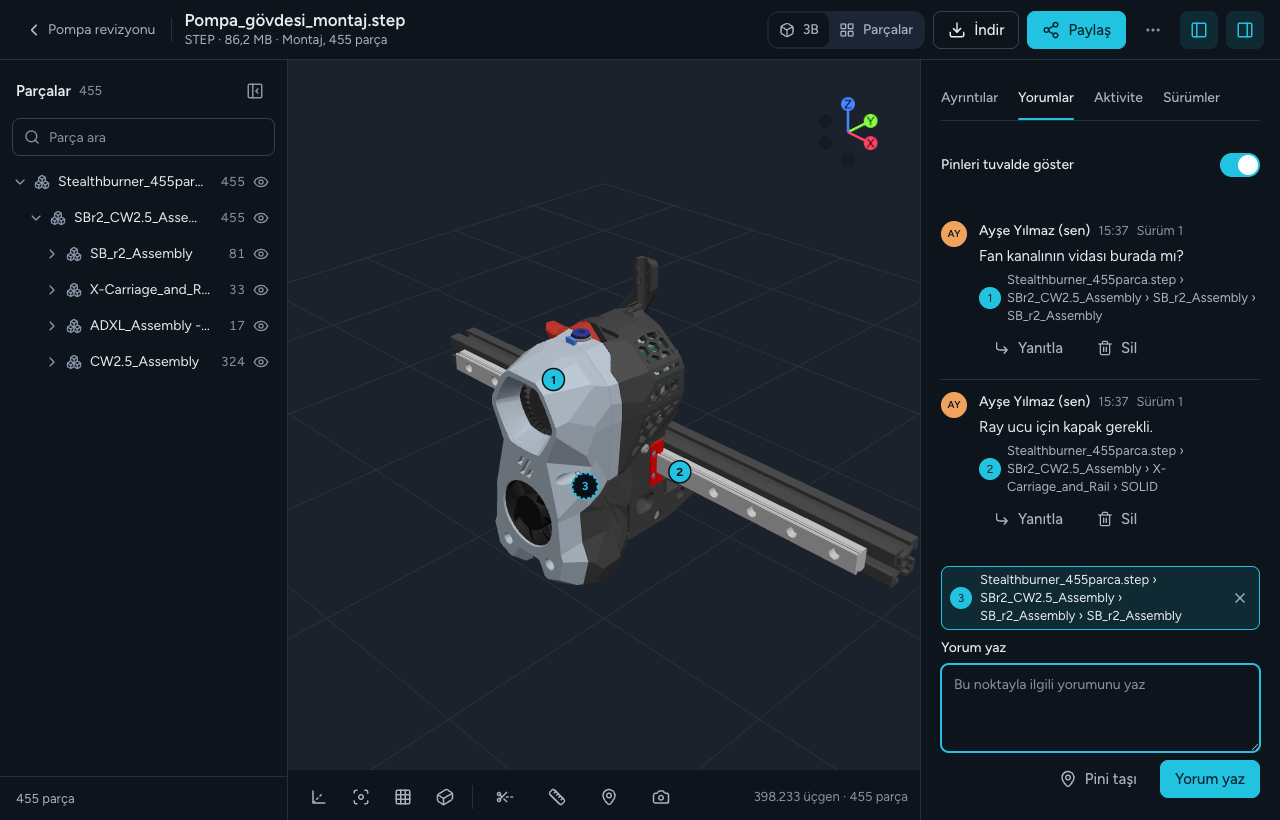 Pompa revizyonu
Pompa_gövdesi_montaj.step
STEP · 86,2 MB · Montaj, 455 parça
3B
Parçalar
İndir
Paylaş
Parçalar 455
Parça ara
Stealthburner_455par... 455
SBr2_CW2.5_Asse... 455
SB_r2_Assembly 81
X-Carriage_and_R... 33
ADXL_Assembly -... 17
CW2.5_Assembly 324
455 parça
Z
Y
X
1
2
3
398.233 üçgen · 455 parça
Ayrıntılar
Yorumlar
Aktivite
Sürümler
Pinleri tuvalde göster
AY
Ayşe Yılmaz (sen) 15:37 Sürüm 1
Fan kanalının vidası burada mı?
1
Stealthburner_455parca.step ›
SBr2_CW2.5_Assembly › SB_r2_Assembly ›
SB_r2_Assembly
Yanıtla
Sil
AY
Ayşe Yılmaz (sen) 15:37 Sürüm 1
Ray ucu için kapak gerekli.
2
Stealthburner_455parca.step ›
SBr2_CW2.5_Assembly › X-
Carriage_and_Rail › SOLID
Yanıtla
Sil
3
Stealthburner_455parca.step ›
SBr2_CW2.5_Assembly ›
SB_r2_Assembly › SB_r2_Assembly
Yorum yaz
Bu noktayla ilgili yorumunu yaz
Pini taşı
Yorum yaz